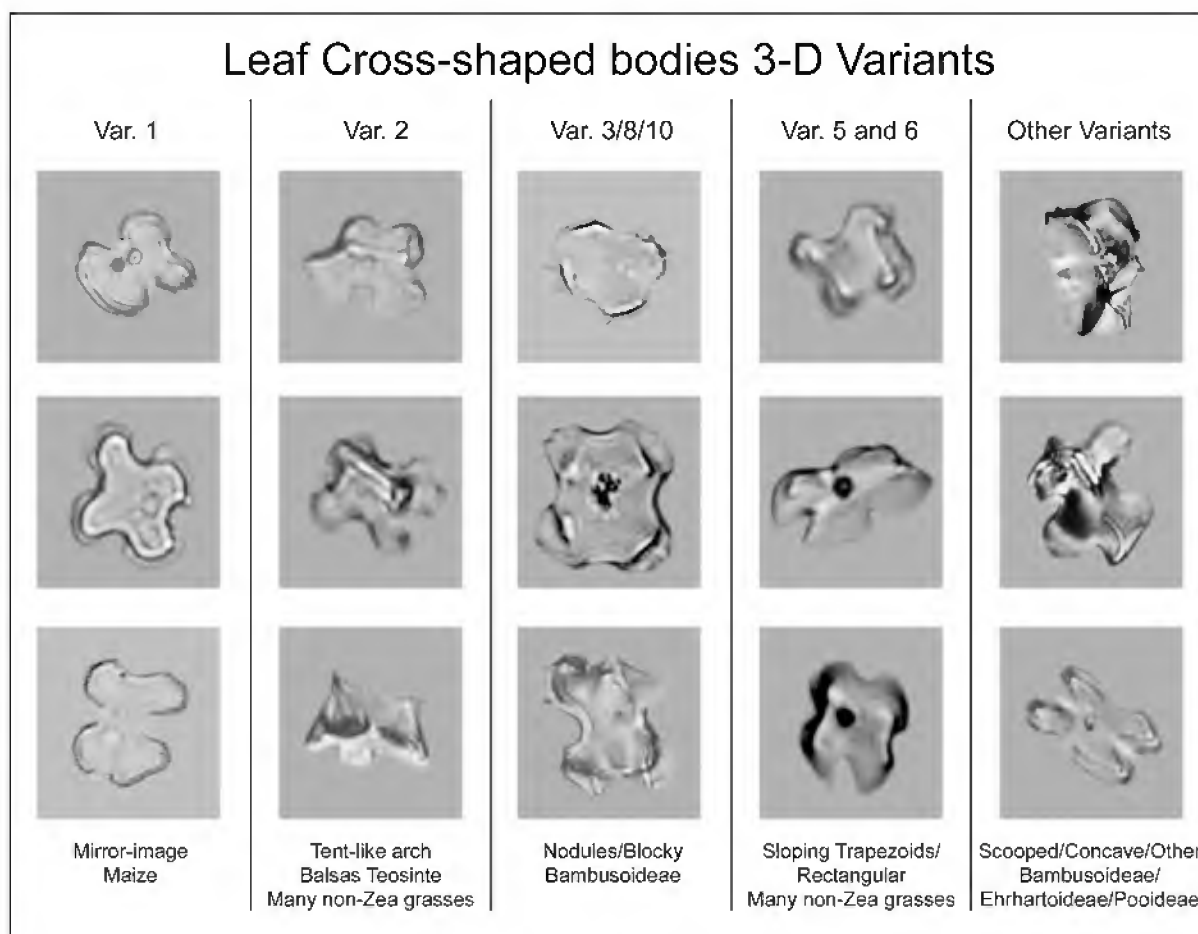 Leaf Cross-shaped bodies 3-D Variants
Var. 1
Var. 2
Var. 3/8/10
Var. 5 and 6
Other Variants
Mirror-image
Maize
Tent-like arch
Balsas Teosinte
Many non-Zea grasses
Nodules/Blocky
Bambusoideae
Sloping Trapezoids/
Rectangular
Many non-Zea grasses
Scooped/Concave/Other
Bambusoideae/
Ehrhartoideae/Pooideae